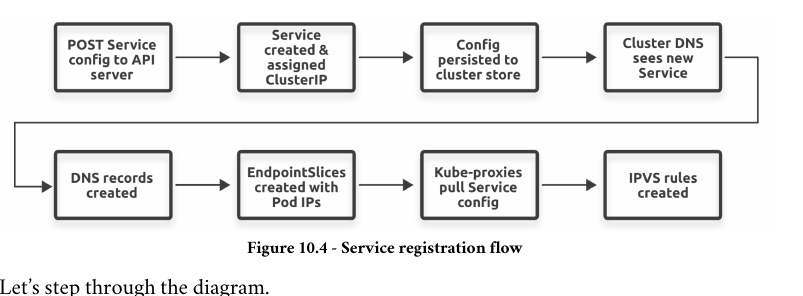 POST Service
config to API
server
Service
created &
assigned
ClusterIP
Config
persisted to
cluster store
Cluster DNS
sees new
Service
DNS records
created
EndpointSlices
created with
Pod IPs
Kube-proxies
pull Service
config
IPVS rules
created
Figure 10.4 - Service registration flow
Let’s step through the diagram.